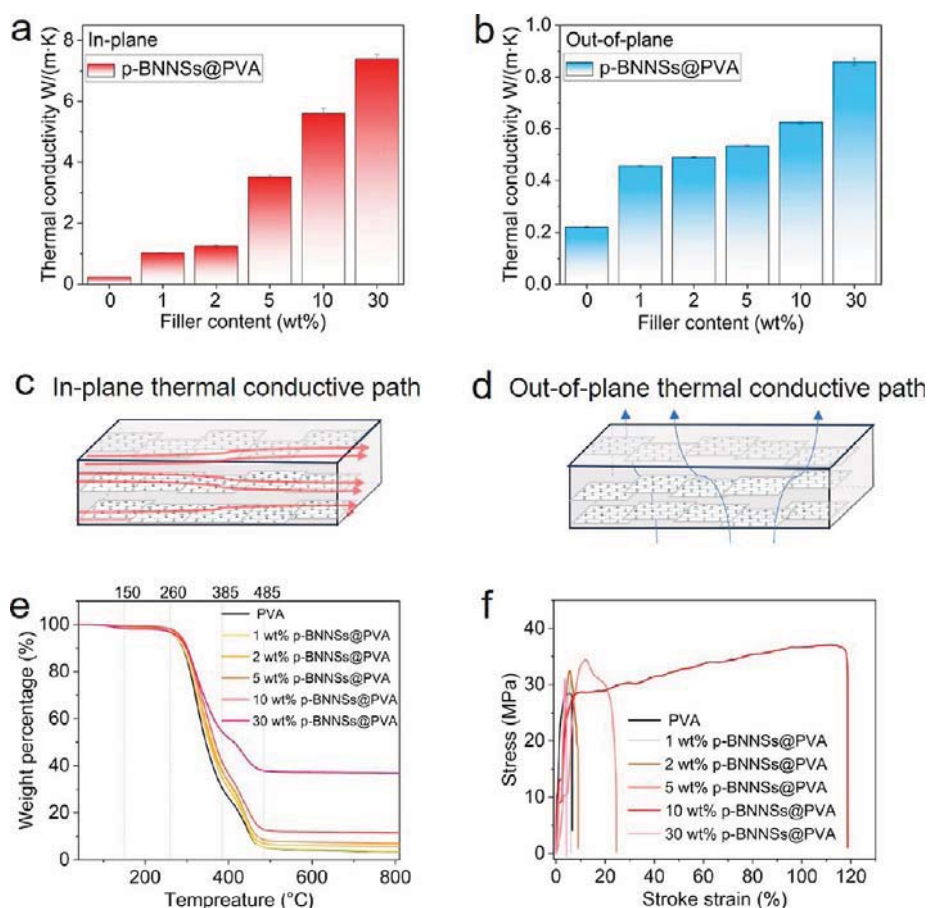 a
In-plane
p-BNNSs@PVA
Thermal conductivity W/(m·K)
8
6
4
2
0
0 1 2 5 10 30
Filler content (wt%)
b
Out-of-plane
p-BNNSs@PVA
Thermal conductivity W/(m·K)
1.0
0.8
0.6
0.4
0.2
0.0
0 1 2 5 10 30
Filler content (wt%)
c In-plane thermal conductive path
d Out-of-plane thermal conductive path
e
150 260 385 485
PVA
1 wt% p-BNNSs@PVA
2 wt% p-BNNSs@PVA
5 wt% p-BNNSs@PVA
10 wt% p-BNNSs@PVA
30 wt% p-BNNSs@PVA
Weight percentage (%)
100
80
60
40
20
0
200 400 600 800
Tempreature (°C)
f
Stress (MPa)
50
40
30
20
10
0
PVA
1 wt% p-BNNSs@PVA
2 wt% p-BNNSs@PVA
5 wt% p-BNNSs@PVA
10 wt% p-BNNSs@PVA
30 wt% p-BNNSs@PVA
0 20 40 60 80 100 120
Stroke strain (%)